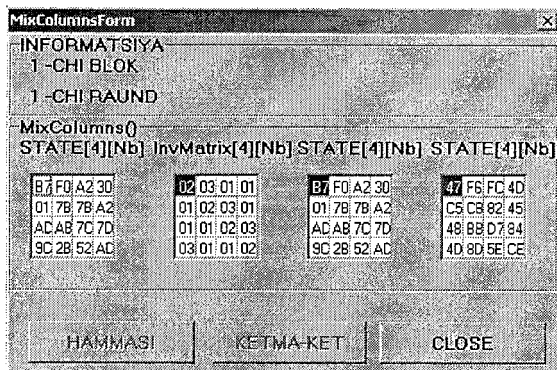 MixColumnsForm
INFORMATSIYA
1 -CHI BLOK
1 -CHI RAUND
MixColumns()
STATE[4][Nb] InvMatrix[4][Nb] STATE[4][Nb] STATE[4][Nb]
B7 F0 A2 30 02 03 01 01 B7 F0 A2 30 47 F6 FC 4D
01 7B 7B A2 01 02 03 01 01 7B 7B A2 C5 CB 82 45
AD AB 7C 7D 01 01 02 03 AD AB 7C 7D 48 BB D7 84
9C 2B 52 AD 03 01 01 02 9C 2B 52 AD 4D 8D 5E CE
HAMMASI KETMA-KET CLOSE